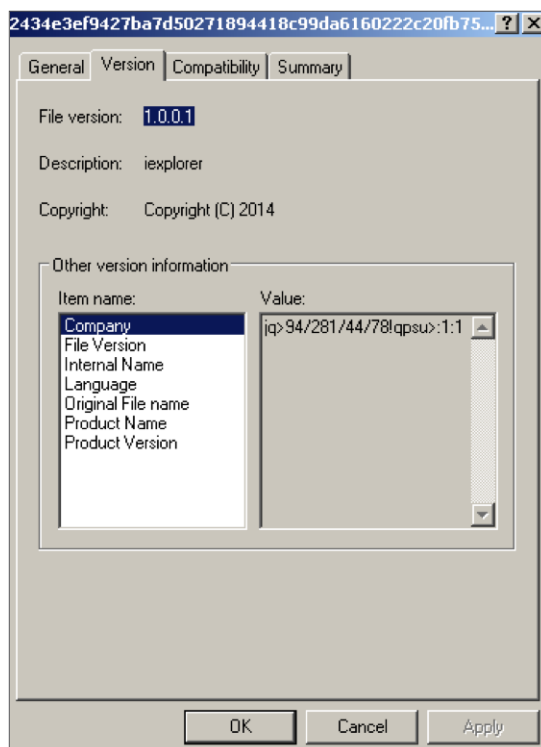 2434e3ef9427ba7d50271894418c99da6160222c20fb75...
General Version Compatibility Summary
File version: 1.0.0.1
Description: iexplorer
Copyright: Copyright (C) 2014
Other version information
Item name: Value:
Company jq>94/281/44/78!qpsu>:1:1
File Version
Internal Name
Language
Original File name
Product Name
Product Version
OK Cancel Apply